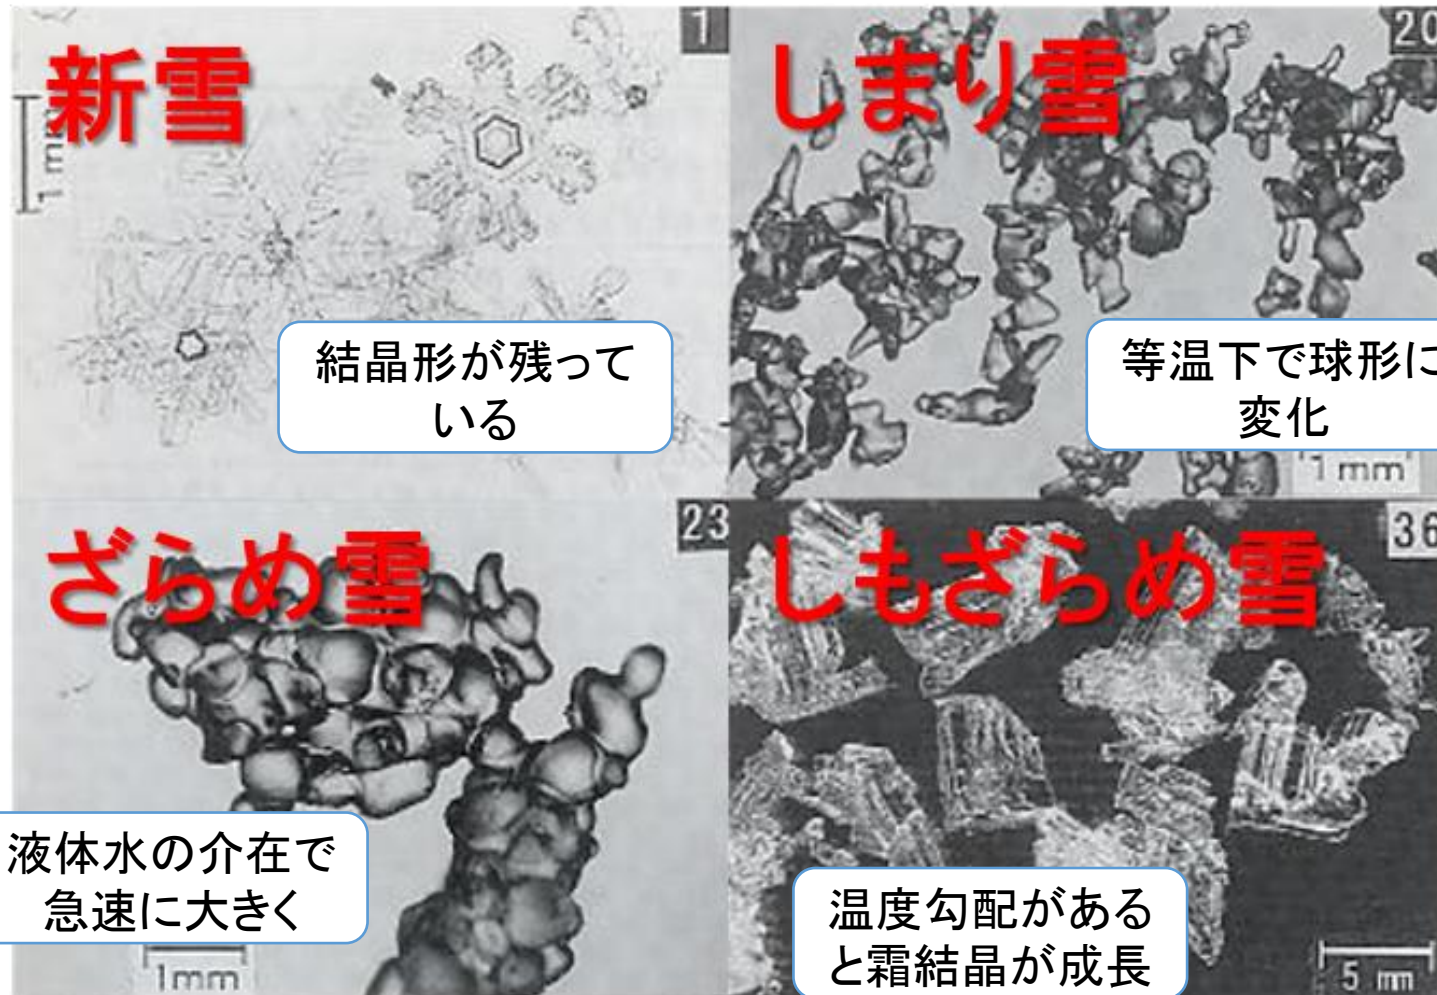 新雪
1
1 mm
結晶形が残って
いる
しまり雪
20
等温下で球形に
変化
1 mm
ざらめ雪
23
液体水の介在で
急速に大きく
1mm
しもざらめ雪
36
温度勾配がある
と霜結晶が成長
5 mm